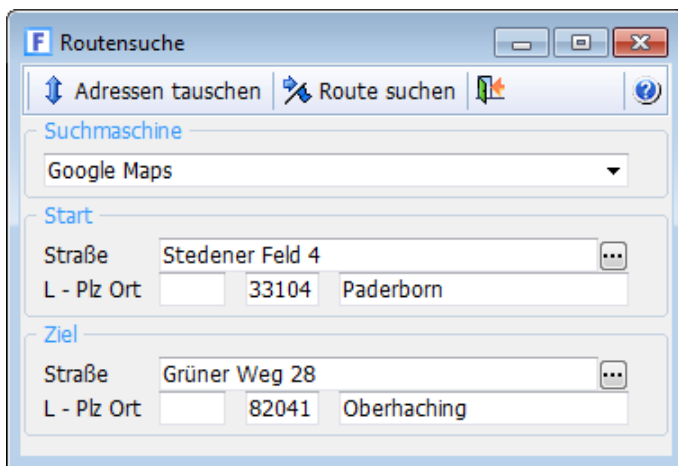 F Routensuche
Adressen tauschen Route suchen ?
Suchmaschine
Google Maps
Start
Straße Stedener Feld 4 ...
L - Plz Ort 33104 Paderborn
Ziel
Straße Grüner Weg 28 ...
L - Plz Ort 82041 Oberhaching